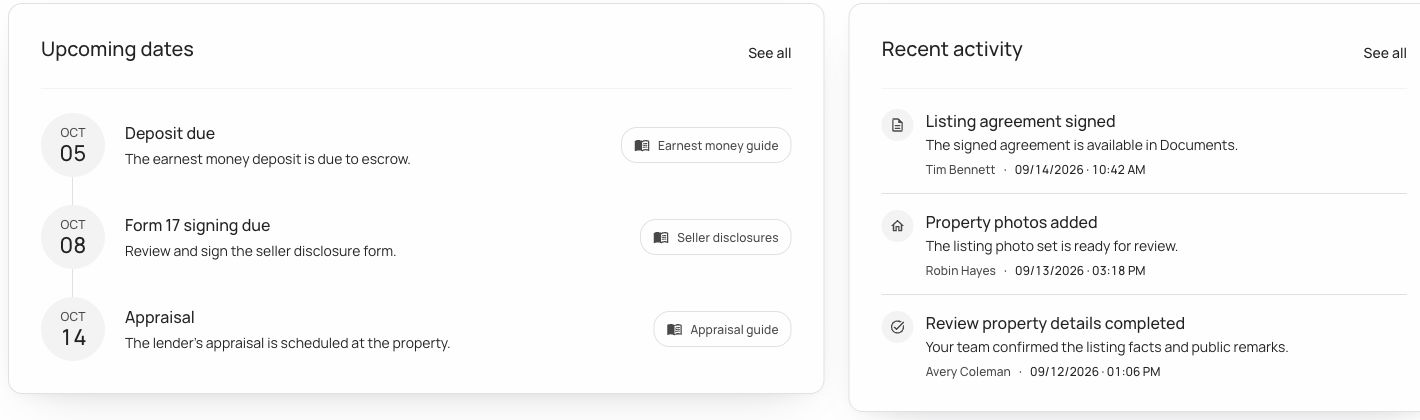 Upcoming dates
See all
OCT
05
Deposit due
The earnest money deposit is due to escrow.
Earnest money guide
OCT
08
Form 17 signing due
Review and sign the seller disclosure form.
Seller disclosures
OCT
14
Appraisal
The lender's appraisal is scheduled at the property.
Appraisal guide
Recent activity
See all
Listing agreement signed
The signed agreement is available in Documents.
Tim Bennett · 09/14/2026 · 10:42 AM
Property photos added
The listing photo set is ready for review.
Robin Hayes · 09/13/2026 · 03:18 PM
Review property details completed
Your team confirmed the listing facts and public remarks.
Avery Coleman · 09/12/2026 · 01:06 PM